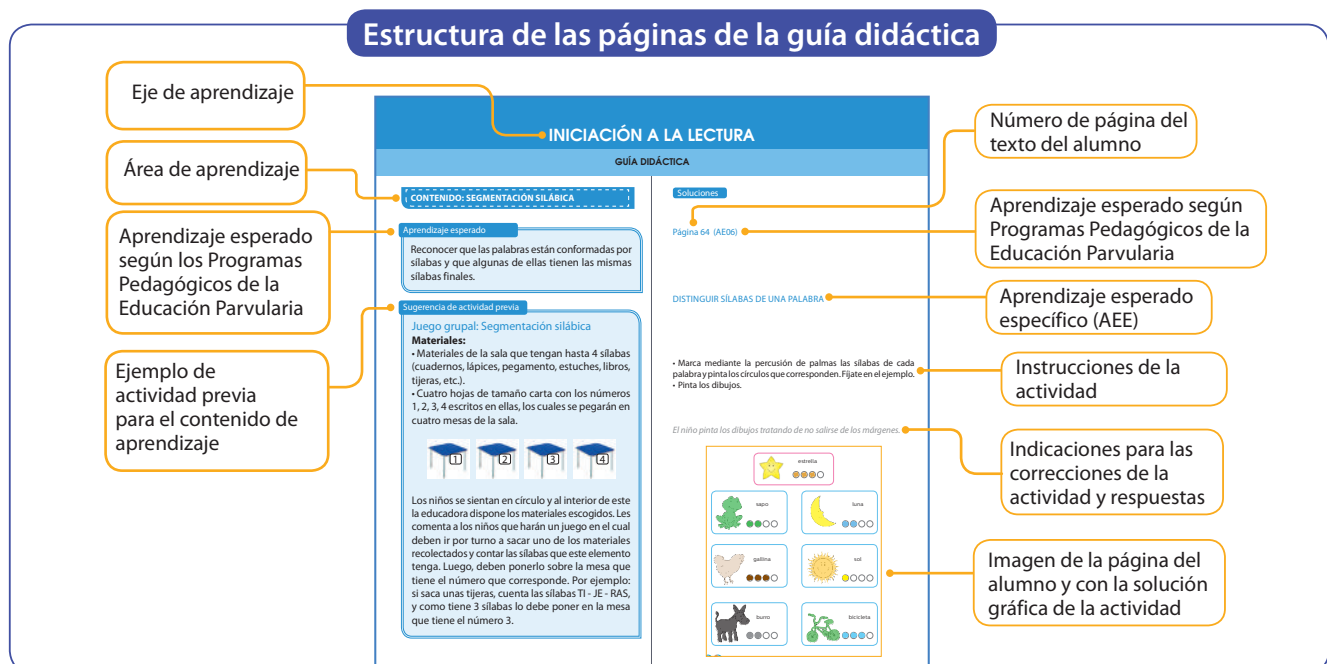 Estructura de las páginas de la guía didáctica
Eje de aprendizaje
Área de aprendizaje
Aprendizaje esperado
según los Programas
Pedagógicos de la
Educación Parvularia
Ejemplo de
actividad previa
para el contenido de
aprendizaje
INICIACIÓN A LA LECTURA
GUÍA DIDÁCTICA
CONTENIDO: SEGMENTACIÓN SILÁBICA
Aprendizaje esperado
Reconocer que las palabras están conformadas por
sílabas y que algunas de ellas tienen las mismas
sílabas finales.
Sugerencia de actividad previa
Juego grupal: Segmentación silábica
Materiales:
• Materiales de la sala que tengan hasta 4 sílabas
(cuadernos, lápices, pegamento, estuches, libros,
tijeras, etc.).
• Cuatro hojas de tamaño carta con los números
1, 2, 3, 4 escritos en ellas, los cuales se pegarán en
cuatro mesas de la sala.
1 2 3 4
Los niños se sientan en círculo y al interior de este
la educadora dispone los materiales escogidos. Les
comenta a los niños que harán un juego en el cual
deben ir por turno a sacar uno de los materiales
recolectados y contar las sílabas que este elemento
tenga. Luego, deben ponerlo sobre la mesa que
tiene el número que corresponde. Por ejemplo:
si saca unas tijeras, cuenta las sílabas TI - JE - RAS,
y como tiene 3 sílabas lo debe poner en la mesa
que tiene el número 3.
Soluciones
Página 64 (AE06)
DISTINGUIR SÍLABAS DE UNA PALABRA
• Marca mediante la percusión de palmas las sílabas de cada
palabra y pinta los círculos que corresponden. Fíjate en el ejemplo.
• Pinta los dibujos.
El niño pinta los dibujos tratando de no salirse de los márgenes.
estrella
sapo
luna
gallina
sol
burro
bicicleta
Número de página del
texto del alumno
Aprendizaje esperado según
Programas Pedagógicos de la
Educación Parvularia
Aprendizaje esperado
específico (AEE)
Instrucciones de la
actividad
Indicaciones para las
correcciones de la
actividad y respuestas
Imagen de la página del
alumno y con la solución
gráfica de la actividad